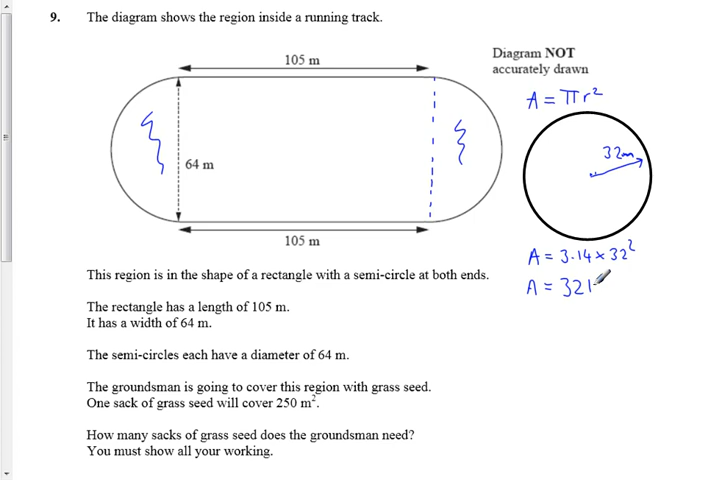 9. The diagram shows the region inside a running track.
105 m
Diagram NOT
accurately drawn
A = πr²
32m
64 m
105 m
A = 3.14 × 32²
A = 321
This region is in the shape of a rectangle with a semi-circle at both ends.
The rectangle has a length of 105 m.
It has a width of 64 m.
The semi-circles each have a diameter of 64 m.
The groundsman is going to cover this region with grass seed.
One sack of grass seed will cover 250 m².
How many sacks of grass seed does the groundsman need?
You must show all your working.